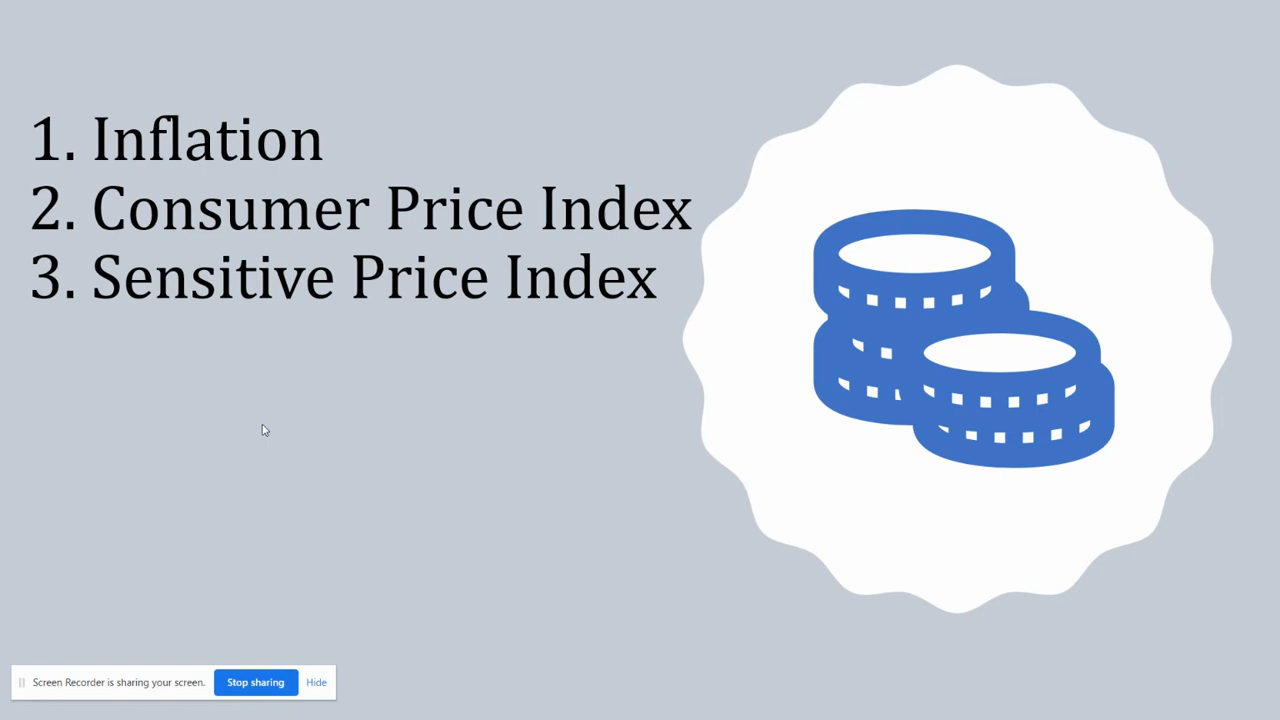 1. Inflation
2. Consumer Price Index
3. Sensitive Price Index
Screen Recorder is sharing your screen. Stop sharing Hide